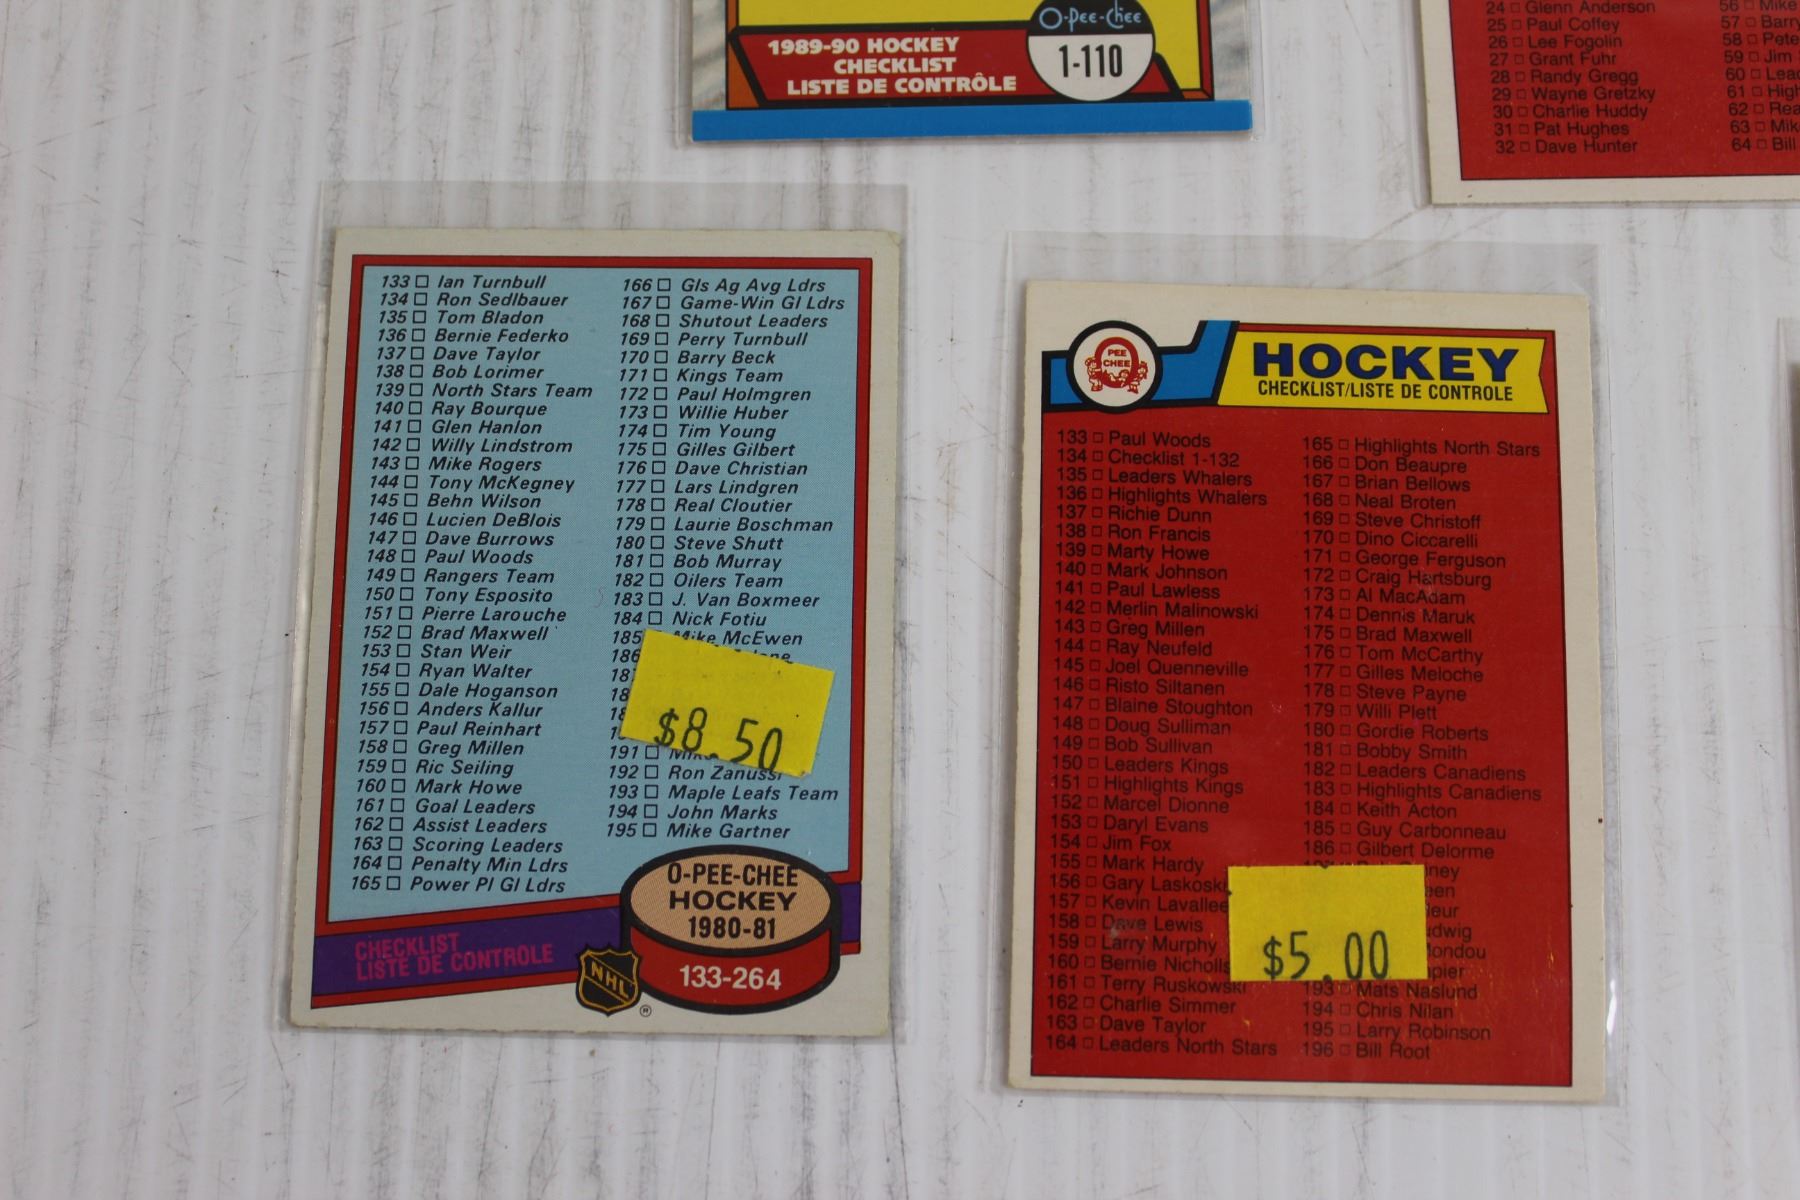 O-Pee-Chee
1989-90 HOCKEY
CHECKLIST
LISTE DE CONTRÔLE
1-110
24 Glenn Anderson
25 Paul Coffey
26 Lee Fogolin
27 Grant Fuhr
28 Randy Gregg
29 Wayne Gretzky
30 Charlie Huddy
31 Pat Hughes
32 Dave Hunter
56 Mike
57 Barry
58 Pete
59 Jim
60
61
62
63
64 Bill
133 Ian Turnbull
134 Ron Sedlbauer
135 Tom Bladon
136 Bernie Federko
137 Dave Taylor
138 Bob Lorimer
139 North Stars Team
140 Ray Bourque
141 Glen Hanlon
142 Willy Lindstrom
143 Mike Rogers
144 Tony McKegney
145 Behn Wilson
146 Lucien DeBlois
147 Dave Burrows
148 Paul Woods
149 Rangers Team
150 Tony Esposito
151 Pierre Larouche
152 Brad Maxwell
153 Stan Weir
154 Ryan Walter
155 Dale Hoganson
156 Anders Kallur
157 Paul Reinhart
158 Greg Millen
159 Ric Seiling
160 Mark Howe
161 Goal Leaders
162 Assist Leaders
163 Scoring Leaders
164 Penalty Min Ldrs
165 Power Pl Gl Ldrs
166 Gls Ag Avg Ldrs
167 Game-Win Gl Ldrs
168 Shutout Leaders
169 Perry Turnbull
170 Barry Beck
171 Kings Team
172 Paul Holmgren
173 Willie Huber
174 Tim Young
175 Gilles Gilbert
176 Dave Christian
177 Lars Lindgren
178 Real Cloutier
179 Laurie Boschman
180 Steve Shutt
181 Bob Murray
182 Oilers Team
183 J. Van Boxmeer
184 Nick Fotiu
185 Mike McEwen
186
$8.50
191
192 Ron Zanussi
193 Maple Leafs Team
194 John Marks
195 Mike Gartner
CHECKLIST
LISTE DE CONTROLE
NHL
®
O-PEE-CHEE
HOCKEY
1980-81
133-264
O
PEE
CHEE
HOCKEY
CHECKLIST/LISTE DE CONTROLE
133 Paul Woods
134 Checklist 1-132
135 Leaders Whalers
136 Highlights Whalers
137 Richie Dunn
138 Ron Francis
139 Marty Howe
140 Mark Johnson
141 Paul Lawless
142 Merlin Malinowski
143 Greg Millen
144 Ray Neufeld
145 Joel Quenneville
146 Risto Siltanen
147 Blaine Stoughton
148 Doug Sulliman
149 Bob Sullivan
150 Leaders Kings
151 Highlights Kings
152 Marcel Dionne
153 Daryl Evans
154 Jim Fox
155 Mark Hardy
156 Gary Laskoski
157 Kevin Lavallee
158 Dave Lewis
159 Larry Murphy
160 Bernie Nicholls
161 Terry Ruskowski
162 Charlie Simmer
163 Dave Taylor
164 Leaders North Stars
165 Highlights North Stars
166 Don Beaupre
167 Brian Bellows
168 Neal Broten
169 Steve Christoff
170 Dino Ciccarelli
171 George Ferguson
172 Craig Hartsburg
173 Al MacAdam
174 Dennis Maruk
175 Brad Maxwell
176 Tom McCarthy
177 Gilles Meloche
178 Steve Payne
179 Willi Plett
180 Gordie Roberts
181 Bobby Smith
182 Leaders Canadiens
183 Highlights Canadiens
184 Keith Acton
185 Guy Carbonneau
186 Gilbert Delorme
$5.00
193 Mats Naslund
194 Chris Nilan
195 Larry Robinson
196 Bill Root